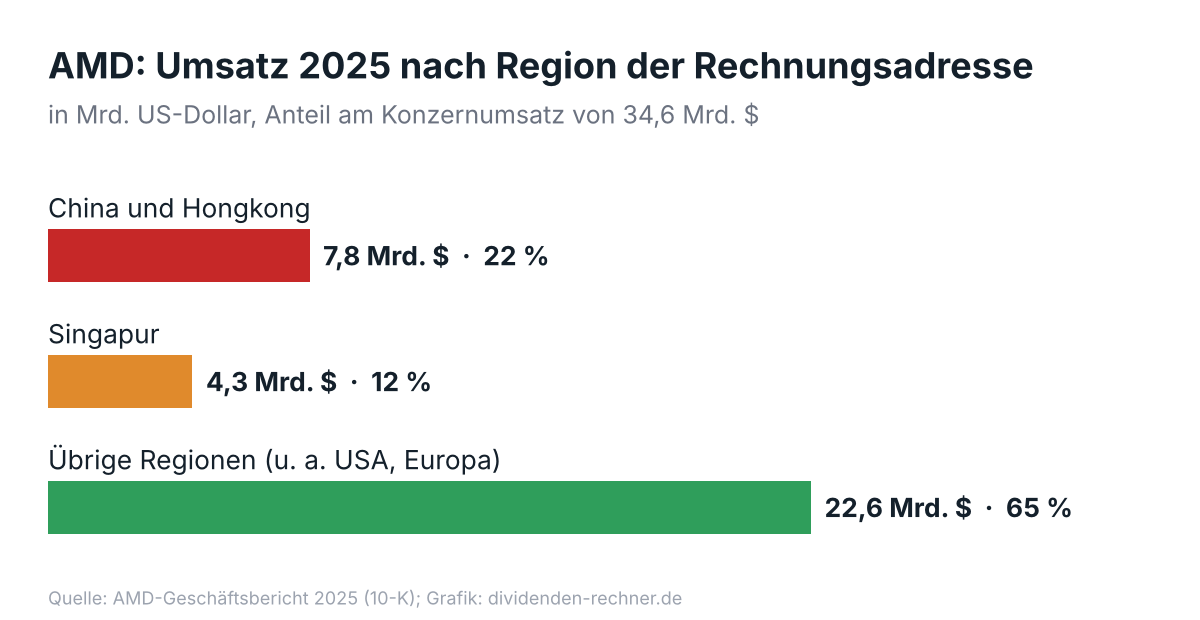 AMD: Umsatz 2025 nach Region der Rechnungsadresse
in Mrd. US-Dollar, Anteil am Konzernumsatz von 34,6 Mrd. $
China und Hongkong
7,8 Mrd. $ · 22 %
Singapur
4,3 Mrd. $ · 12 %
Übrige Regionen (u. a. USA, Europa)
22,6 Mrd. $ · 65 %
Quelle: AMD-Geschäftsbericht 2025 (10-K); Grafik: dividenden-rechner.de